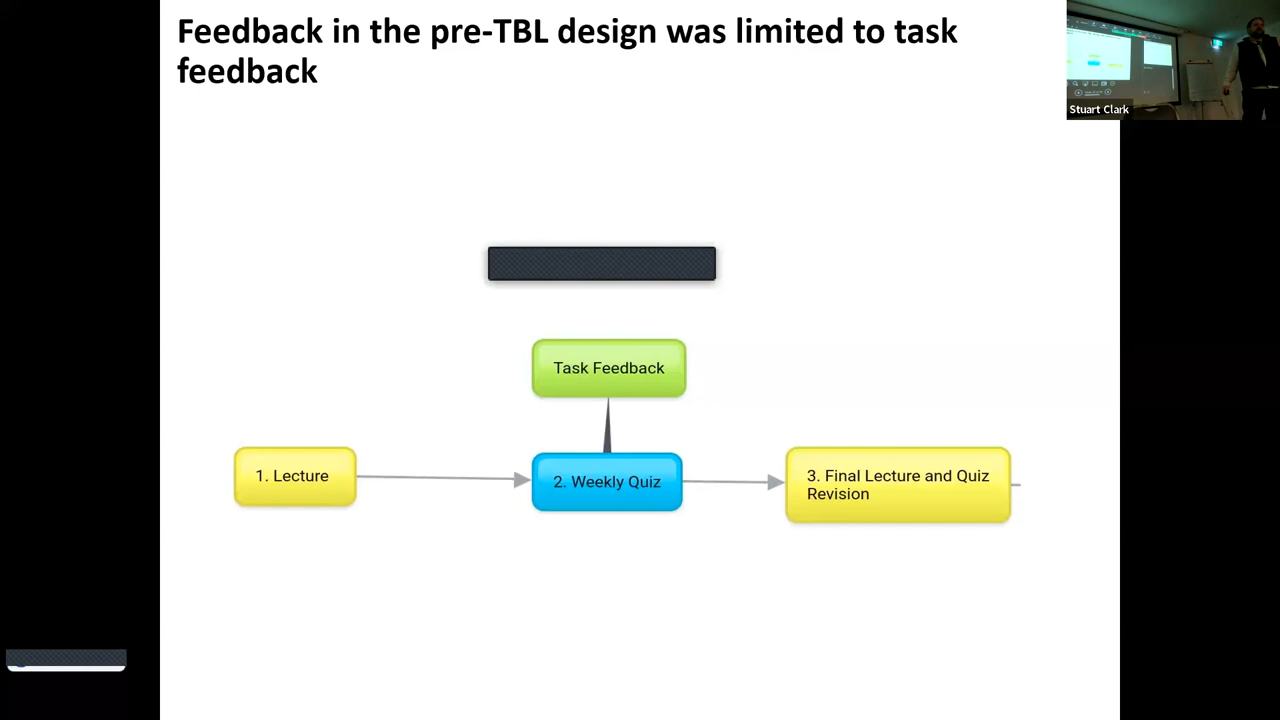 Feedback in the pre-TBL design was limited to task
feedback
Stuart Clark
Task Feedback
1. Lecture
2. Weekly Quiz
3. Final Lecture and Quiz
Revision